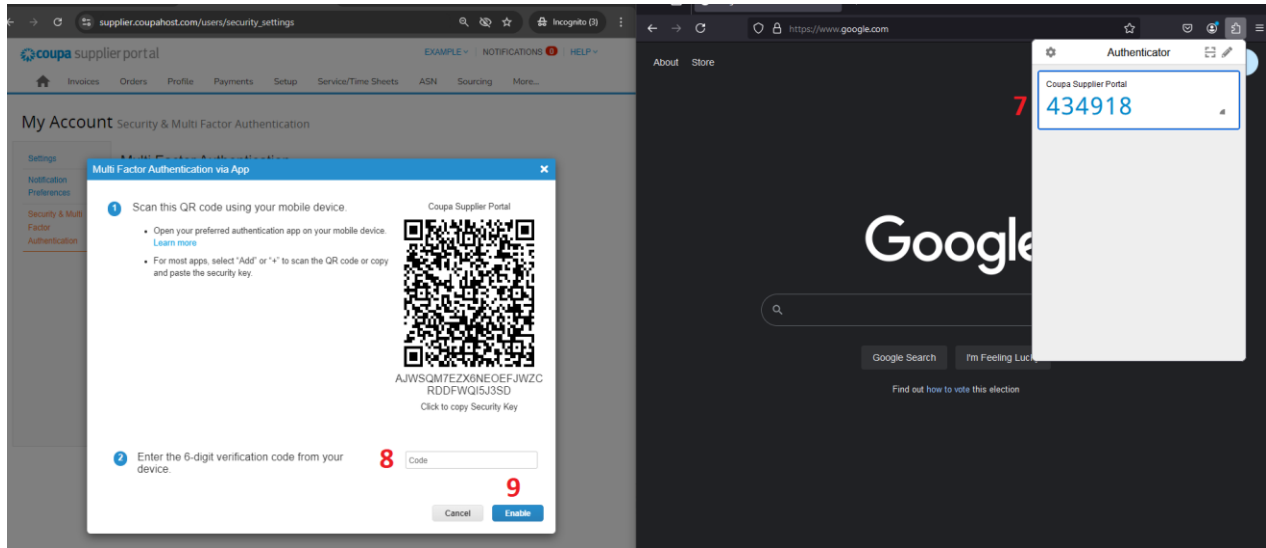 supplier.coupahost.com/users/security_settings
Incognito (3)
coupa supplier portal
EXAMPLE
NOTIFICATIONS 8
HELP
Invoices Orders Profile Payments Setup Service/Time Sheets ASN Sourcing More...
My Account Security & Multi Factor Authentication
Settings
Notification
Preferences
Security & Multi
Factor
Authentication
Multi Factor Authentication
Multi Factor Authentication via App
1 Scan this QR code using your mobile device.
• Open your preferred authentication app on your mobile device.
Learn more
• For most apps, select "Add" or "+" to scan the QR code or copy
and paste the security key.
Coupa Supplier Portal
AJWSQM7EZX6NEOEFJWZC
RDDFWQI5J3SD
Click to copy Security Key
2 Enter the 6-digit verification code from your
device.
8
Code
9
Cancel
Enable
https://www.google.com
About Store
Authenticator
7
Coupa Supplier Portal
434918
Google
Google Search
I'm Feeling Lucky
Find out how to vote this election